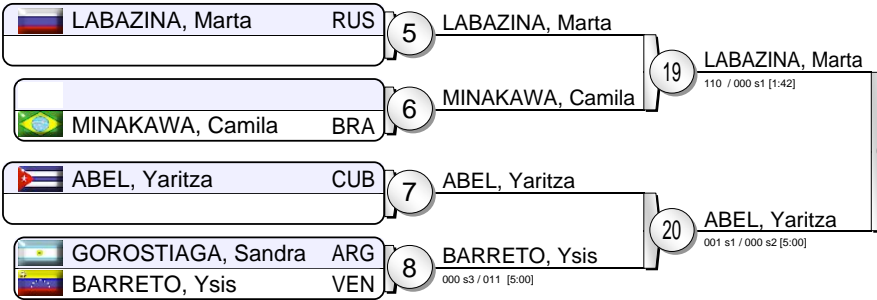 LABAZINA, Marta RUS
5
LABAZINA, Marta
6
MINAKAWA, Camila BRA
MINAKAWA, Camila
19
LABAZINA, Marta
110 / 000 s1 [1:42]
ABEL, Yaritza CUB
7
ABEL, Yaritza
GOROSTIAGA, Sandra ARG
BARRETO, Ysis VEN
8
BARRETO, Ysis
000 s3 / 011 [5:00]
20
ABEL, Yaritza
001 s1 / 000 s2 [5:00]